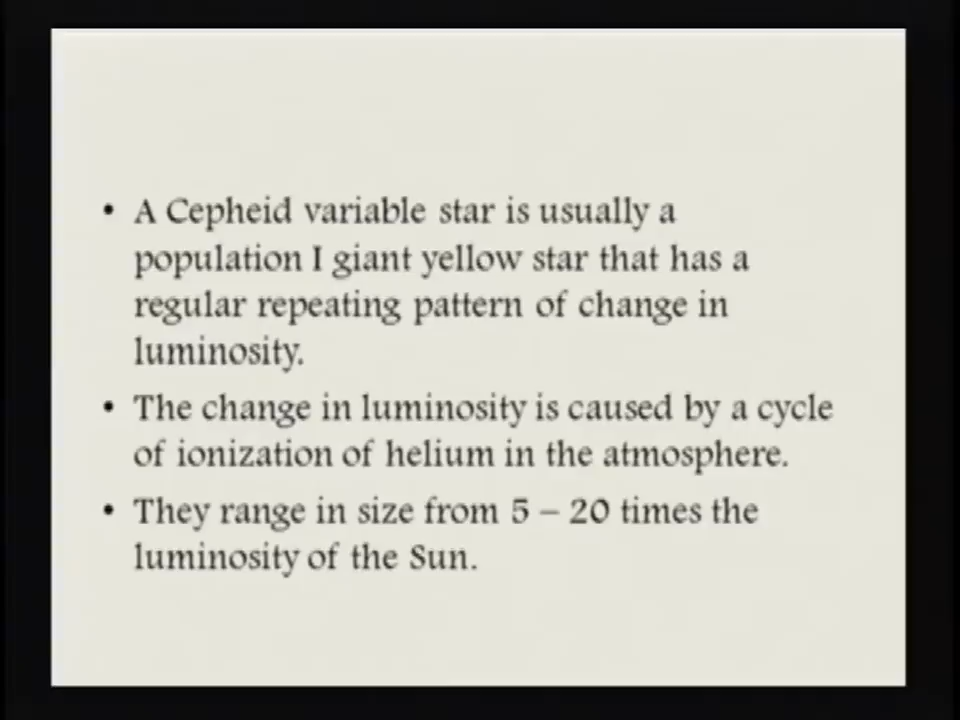 • A Cepheid variable star is usually a
population I giant yellow star that has a
regular repeating pattern of change in
luminosity.
• The change in luminosity is caused by a cycle
of ionization of helium in the atmosphere.
• They range in size from 5 – 20 times the
luminosity of the Sun.